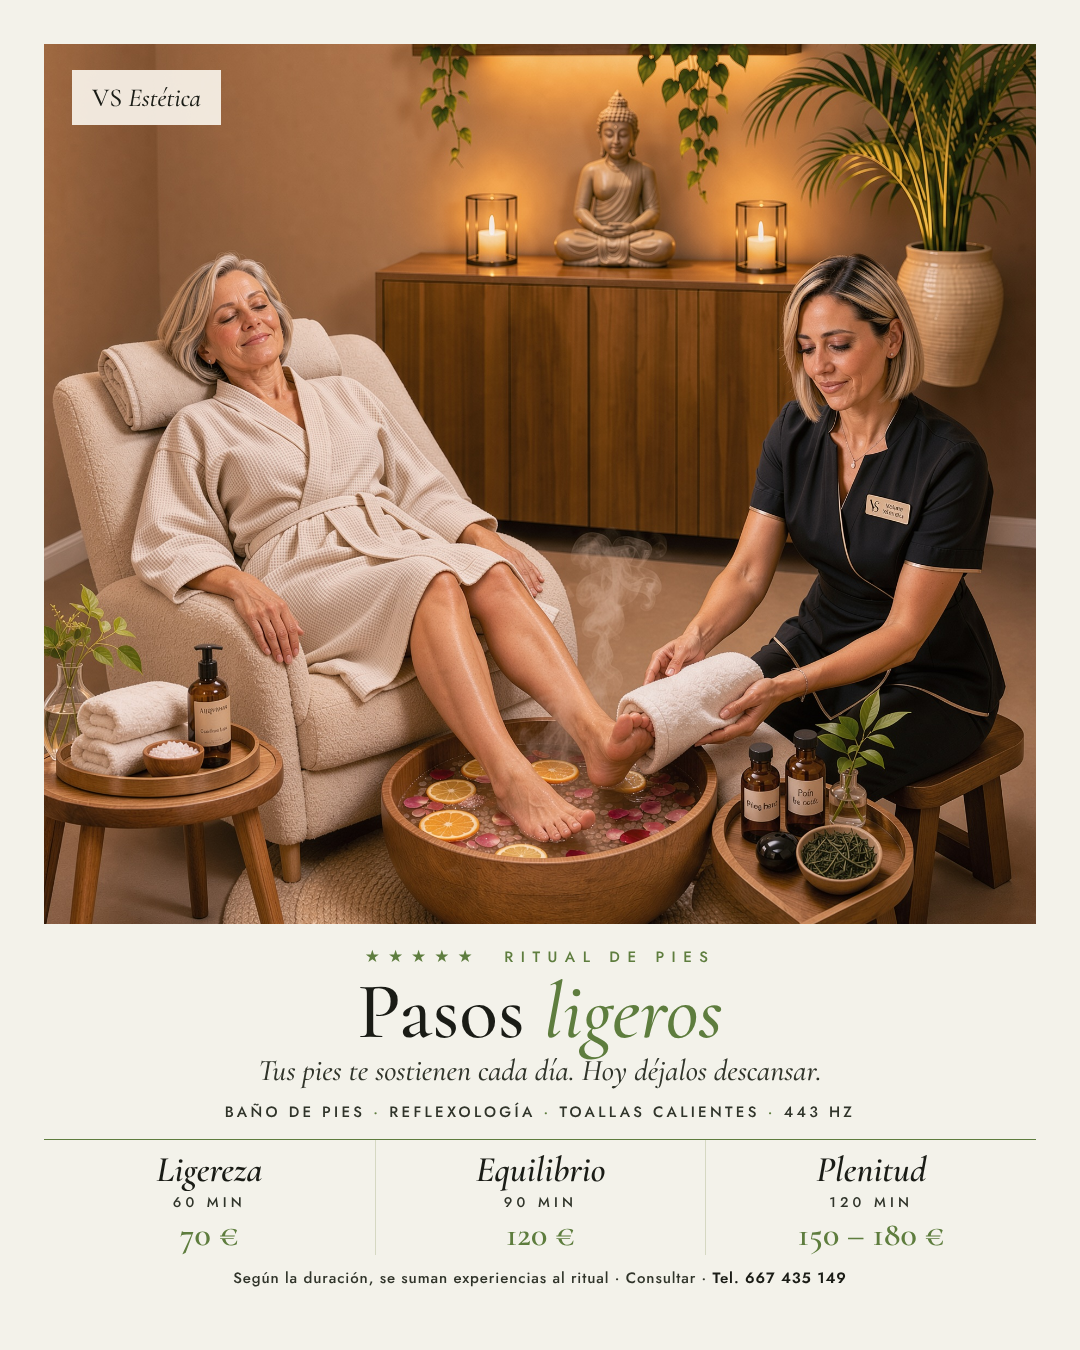 VS Estética
VS
★★★★★ RITUAL DE PIES
Pasos ligeros
Tus pies te sostienen cada día. Hoy déjalos descansar.
BAÑO DE PIES · REFLEXOLOGÍA · TOALLAS CALIENTES · 443 HZ
Ligereza
60 MIN
70 €
Equilibrio
90 MIN
120 €
Plenitud
120 MIN
150 – 180 €
Según la duración, se suman experiencias al ritual · Consultar · Tel. 667 435 149